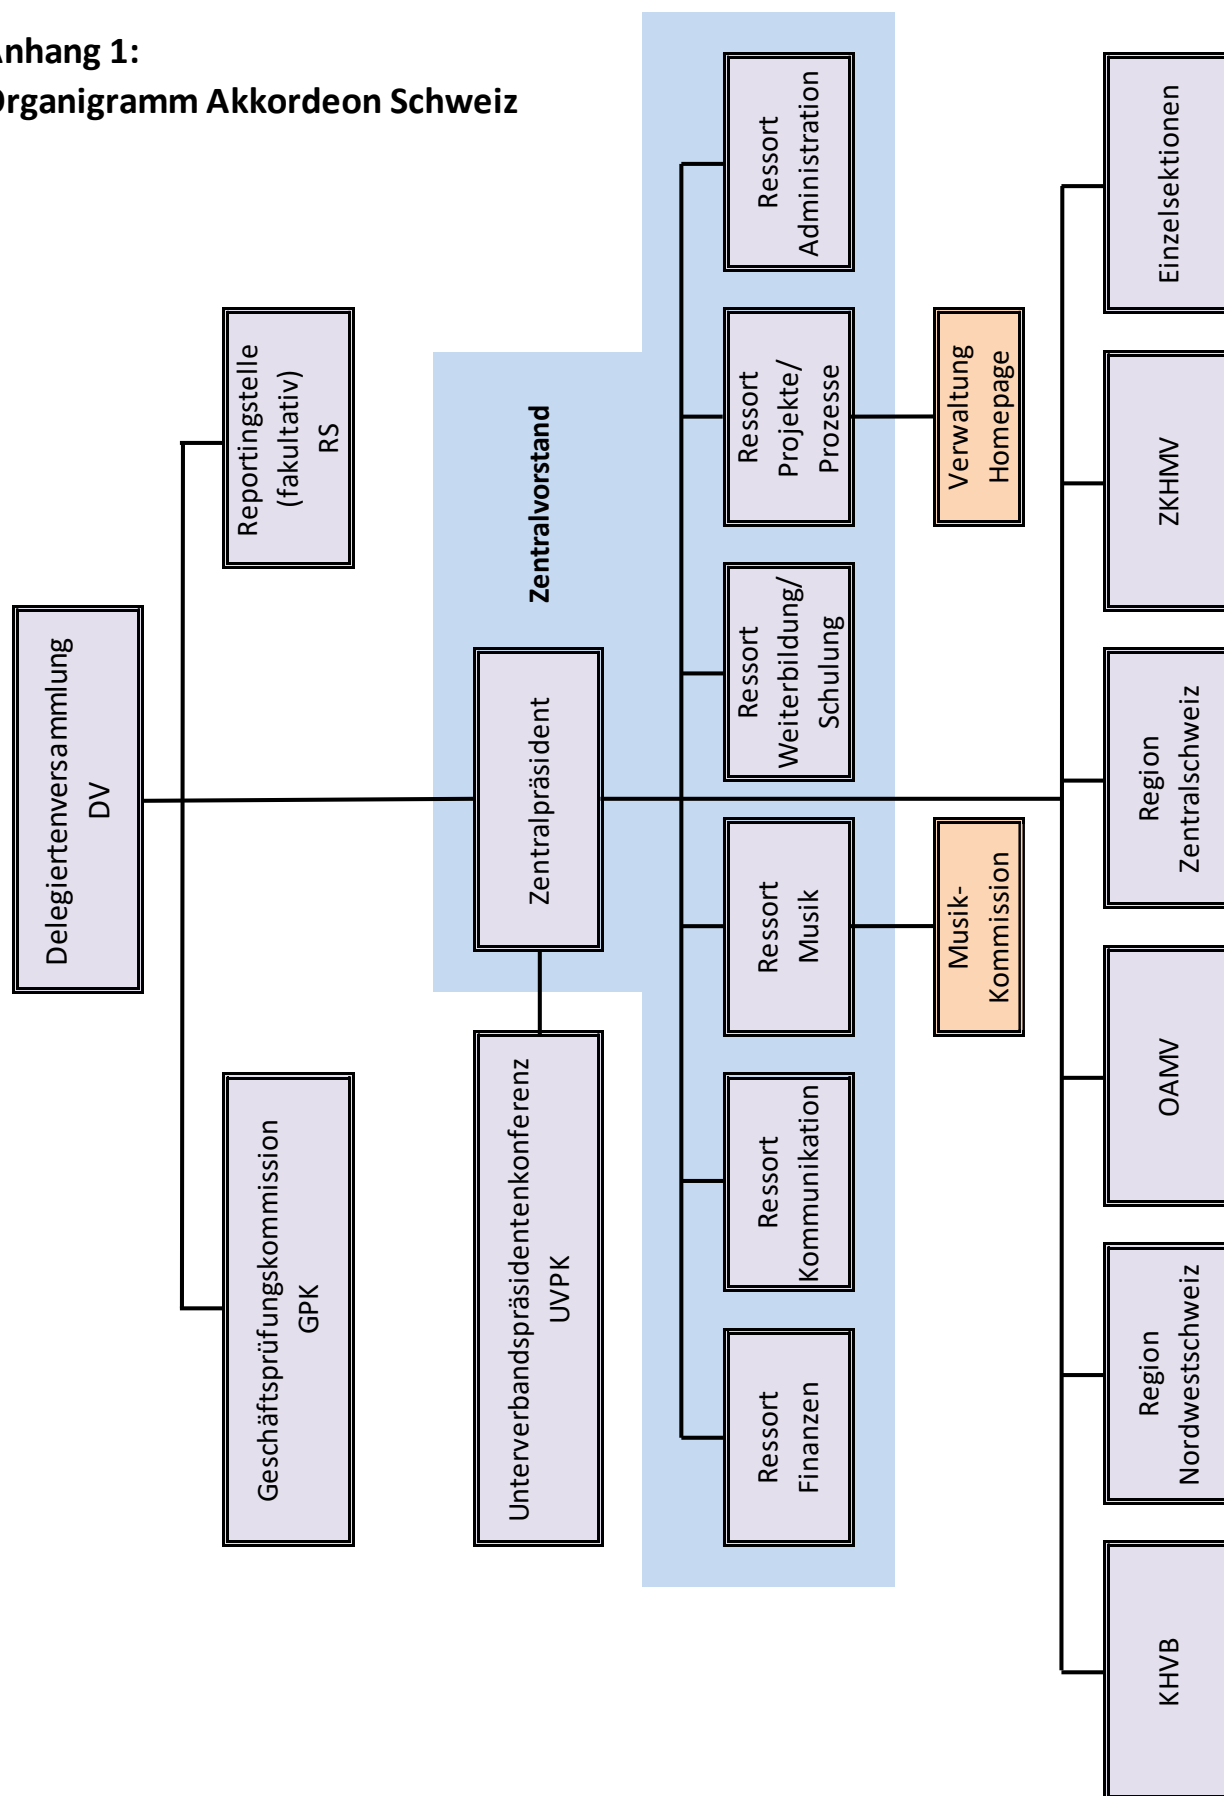 nhang 1:
Organigramm Akkordeon Schweiz
Delegiertenversammlung
DV
Geschäftsprüfungskommission
GPK
Reportingstelle
(fakultativ)
RS
Unterverbandspräsidentenkonferenz
UVPK
Zentralpräsident
Zentralvorstand
Ressort
Finanzen
Ressort
Kommunikation
Ressort
Musik
Ressort
Weiterbildung/
Schulung
Ressort
Projekte/
Prozesse
Ressort
Administration
Musik-
Kommission
Verwaltung
Homepage
KHVB
Region
Nordwestschweiz
OAMV
Region
Zentralschweiz
ZKHMV
Einzelsektionen